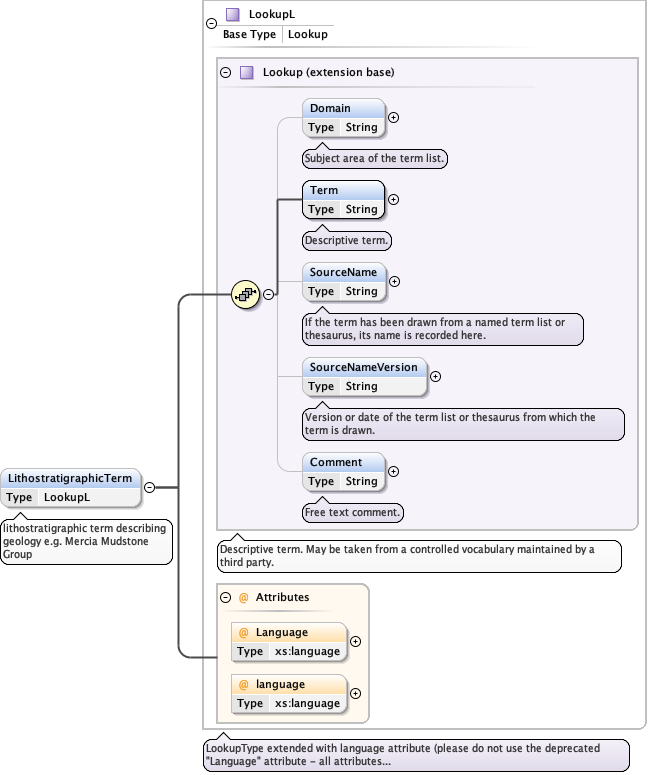 LookupL
Base Type Lookup
Lookup (extension base)
Domain
Type String
Subject area of the term list.
Term
Type String
Descriptive term.
SourceName
Type String
If the term has been drawn from a named term list or
thesaurus, its name is recorded here.
SourceNameVersion
Type String
Version or date of the term list or thesaurus from which the
term is drawn.
Comment
Type String
Free text comment.
LithostratigraphicTerm
Type LookupL
lithostratigraphic term describing
geology e.g. Mercia Mudstone
Group
Descriptive term. May be taken from a controlled vocabulary maintained by a
third party.
@ Attributes
@ Language
Type xs:language
@ language
Type xs:language
LookupType extended with language attribute (please do not use the deprecated
"Language" attribute - all attributes...